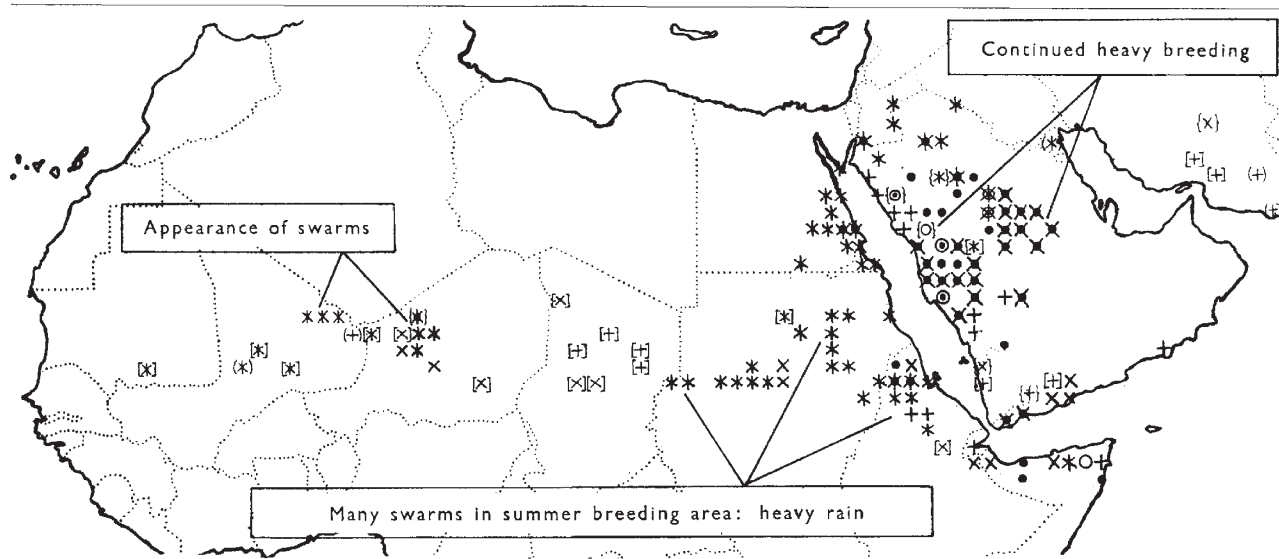 Continued heavy breeding
Appearance of swarms
Many swarms in summer breeding area: heavy rain